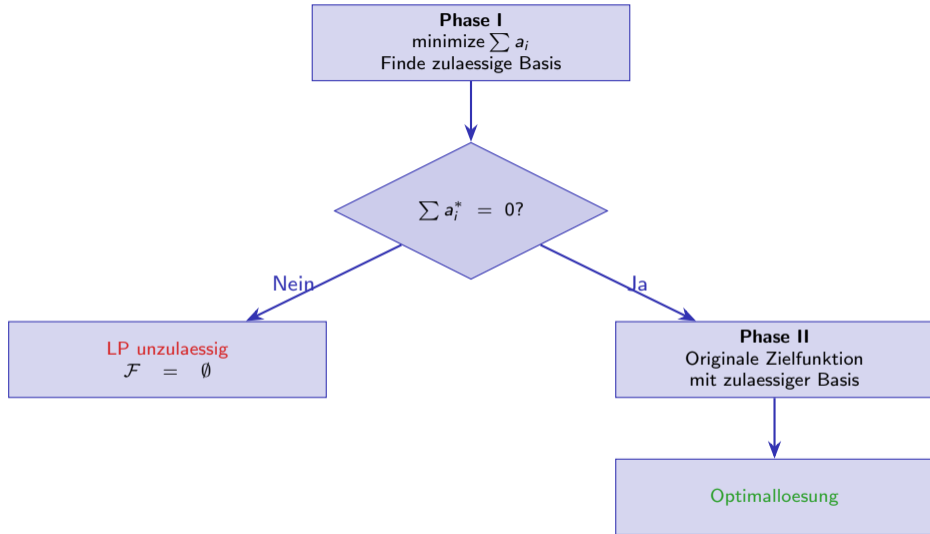 Phase I
minimize ∑ aᵢ
Finde zulaessige Basis
∑ aᵢ* = 0?
Nein
Ja
LP unzulaessig
ℱ = ∅
Phase II
Originale Zielfunktion
mit zulaessiger Basis
Optimalloesung